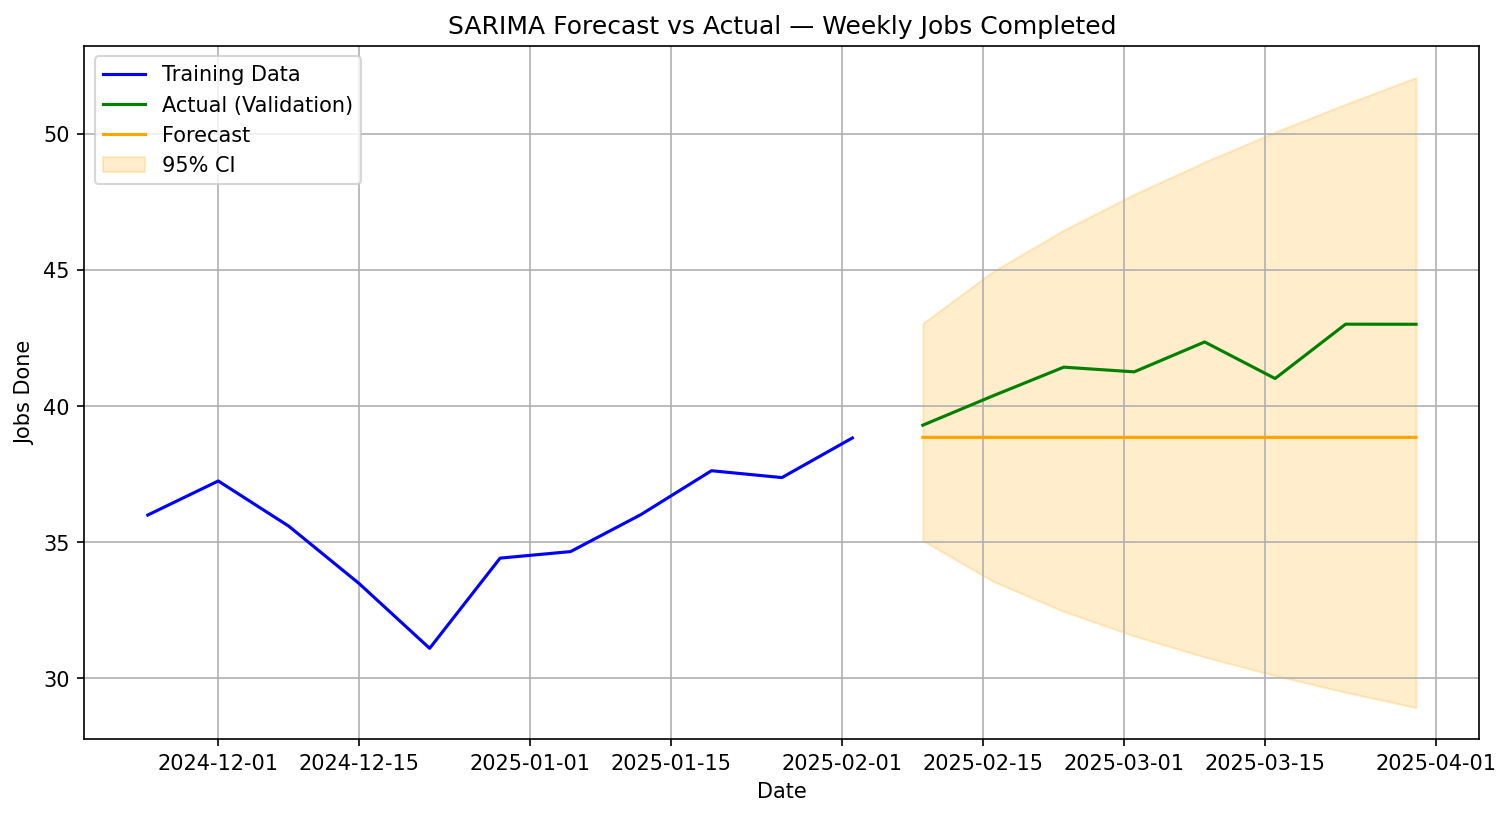 SARIMA Forecast vs Actual — Weekly Jobs Completed
Training Data
Actual (Validation)
Forecast
95% CI
Jobs Done
50
45
40
35
30
2024-12-01 2024-12-15 2025-01-01 2025-01-15 2025-02-01 2025-02-15 2025-03-01 2025-03-15 2025-04-01
Date